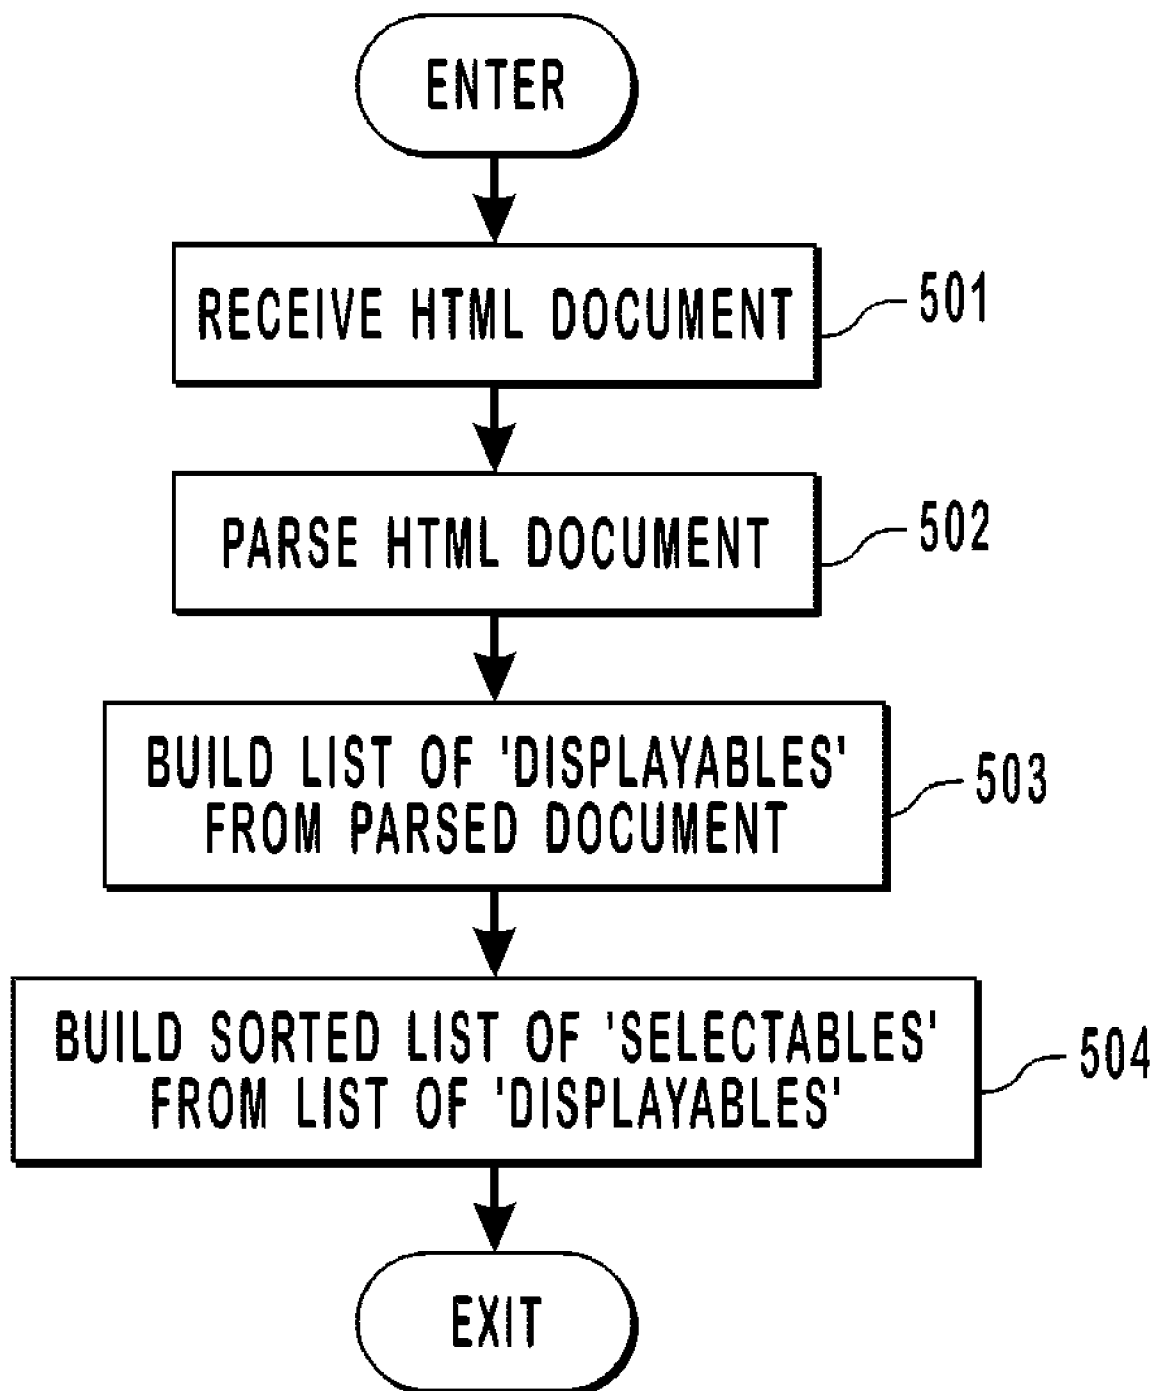 ENTER
RECEIVE HTML DOCUMENT
501
PARSE HTML DOCUMENT
502
BUILD LIST OF 'DISPLAYABLES'
FROM PARSED DOCUMENT
503
BUILD SORTED LIST OF 'SELECTABLES'
FROM LIST OF 'DISPLAYABLES'
504
EXIT